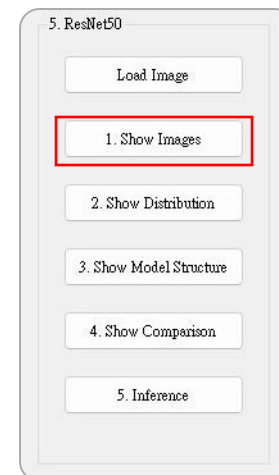 5. ResNet50
Load Image
1. Show Images
2. Show Distribution
3. Show Model Structure
4. Show Comparison
5. Inference